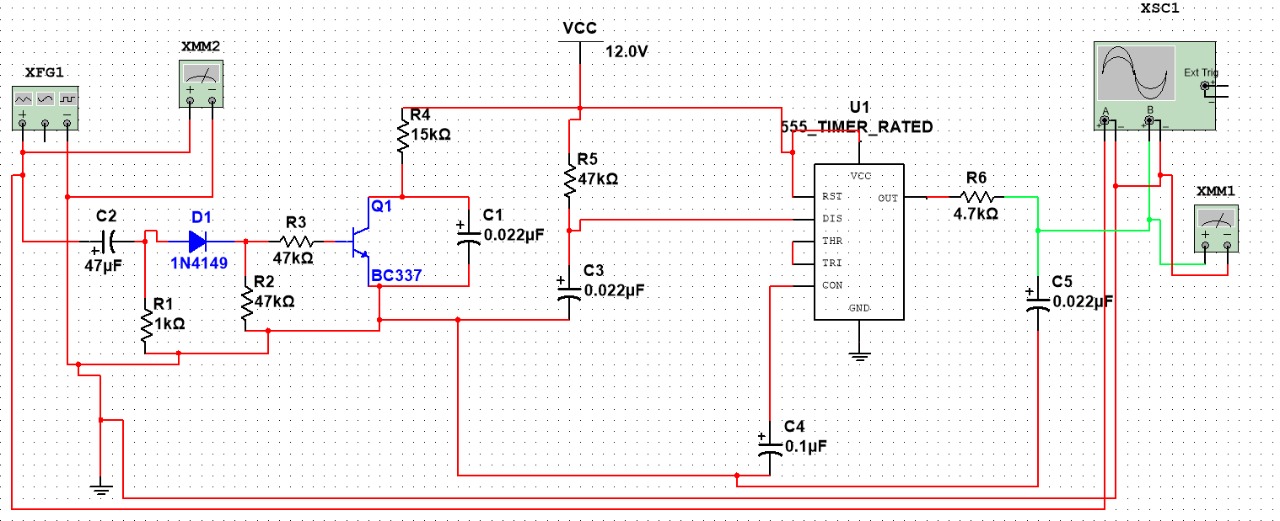 XSC1
VCC
12.0V
XMM2
XFG1
Ext Trig
+
-
A
B
+
-
+
-
+
-
+
-
R4
15kΩ
U1
555_TIMER_RATED
R5
47kΩ
VCC
RST
DIS
THR
TRI
CON
OUT
GND
R6
4.7kΩ
XMM1
+
-
Q1
BC337
C1
0.022µF
+
C2
47µF
+
D1
1N4149
R3
47kΩ
R2
47kΩ
R1
1kΩ
C3
0.022µF
+
C5
0.022µF
+
C4
0.1µF
+